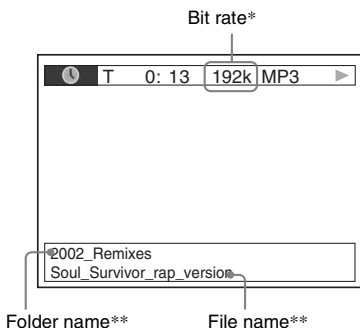 Bit rate*
T 0: 13 192k MP3
2002_Remixes
Soul_Survivor_rap_version
Folder name** File name**